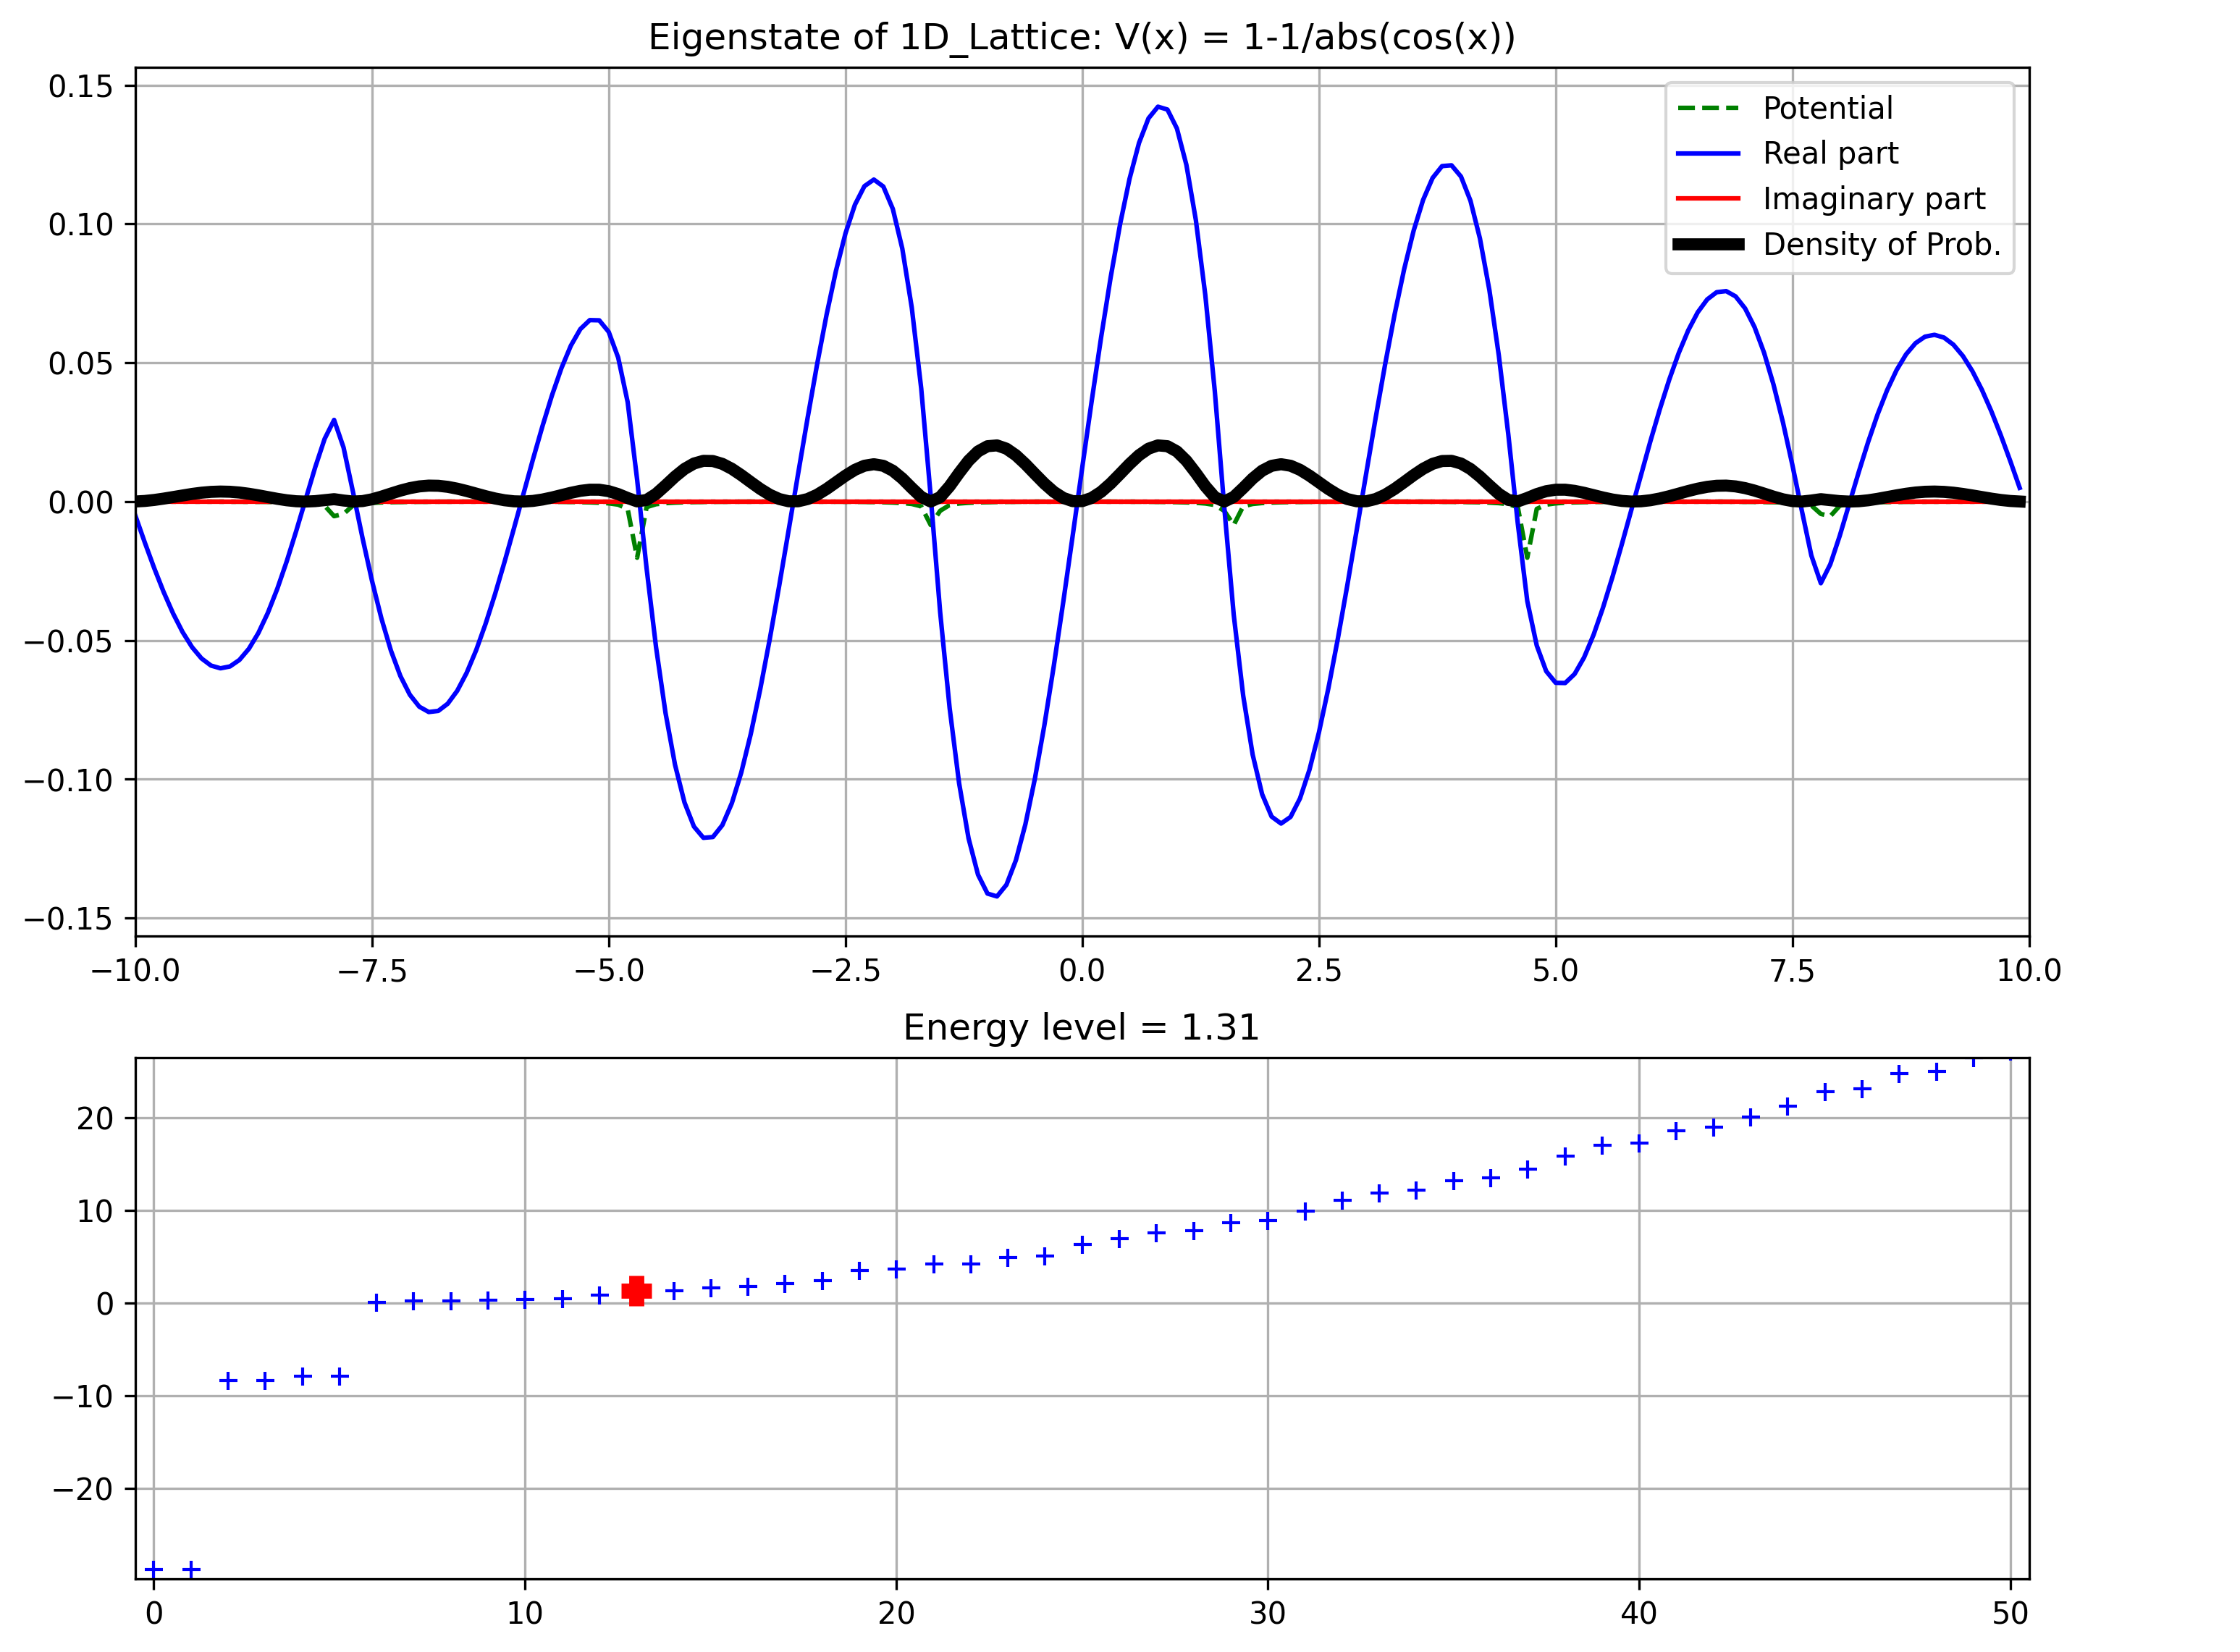 Eigenstate of 1D_Lattice: V(x) = 1-1/abs(cos(x))
0.15
0.10
0.05
0.00
−0.05
−0.10
−0.15
Potential
Real part
Imaginary part
Density of Prob.
−10.0 −7.5 −5.0 −2.5 0.0 2.5 5.0 7.5 10.0
Energy level = 1.31
20
10
0
−10
−20
0 10 20 30 40 50